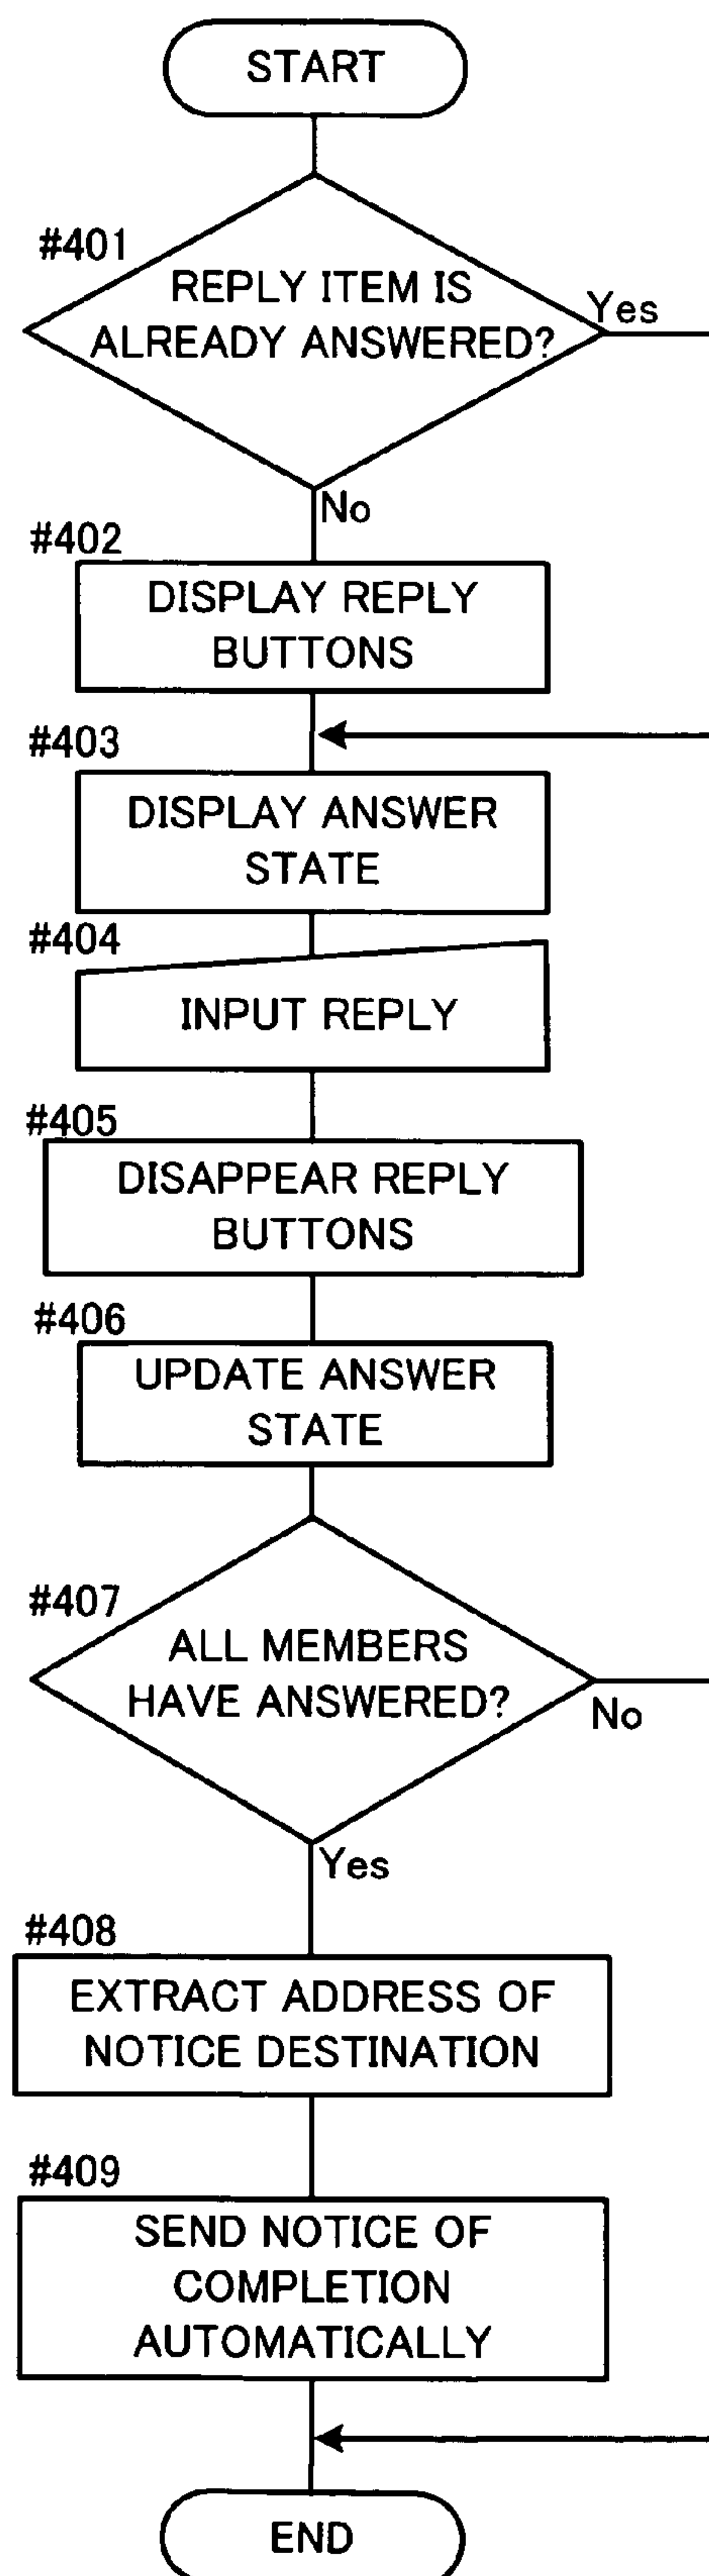 START
#401
REPLY ITEM IS
ALREADY ANSWERED?
Yes
No
#402
DISPLAY REPLY
BUTTONS
#403
DISPLAY ANSWER
STATE
#404
INPUT REPLY
#405
DISAPPEAR REPLY
BUTTONS
#406
UPDATE ANSWER
STATE
#407
ALL MEMBERS
HAVE ANSWERED?
No
Yes
#408
EXTRACT ADDRESS OF
NOTICE DESTINATION
#409
SEND NOTICE OF
COMPLETION
AUTOMATICALLY
END